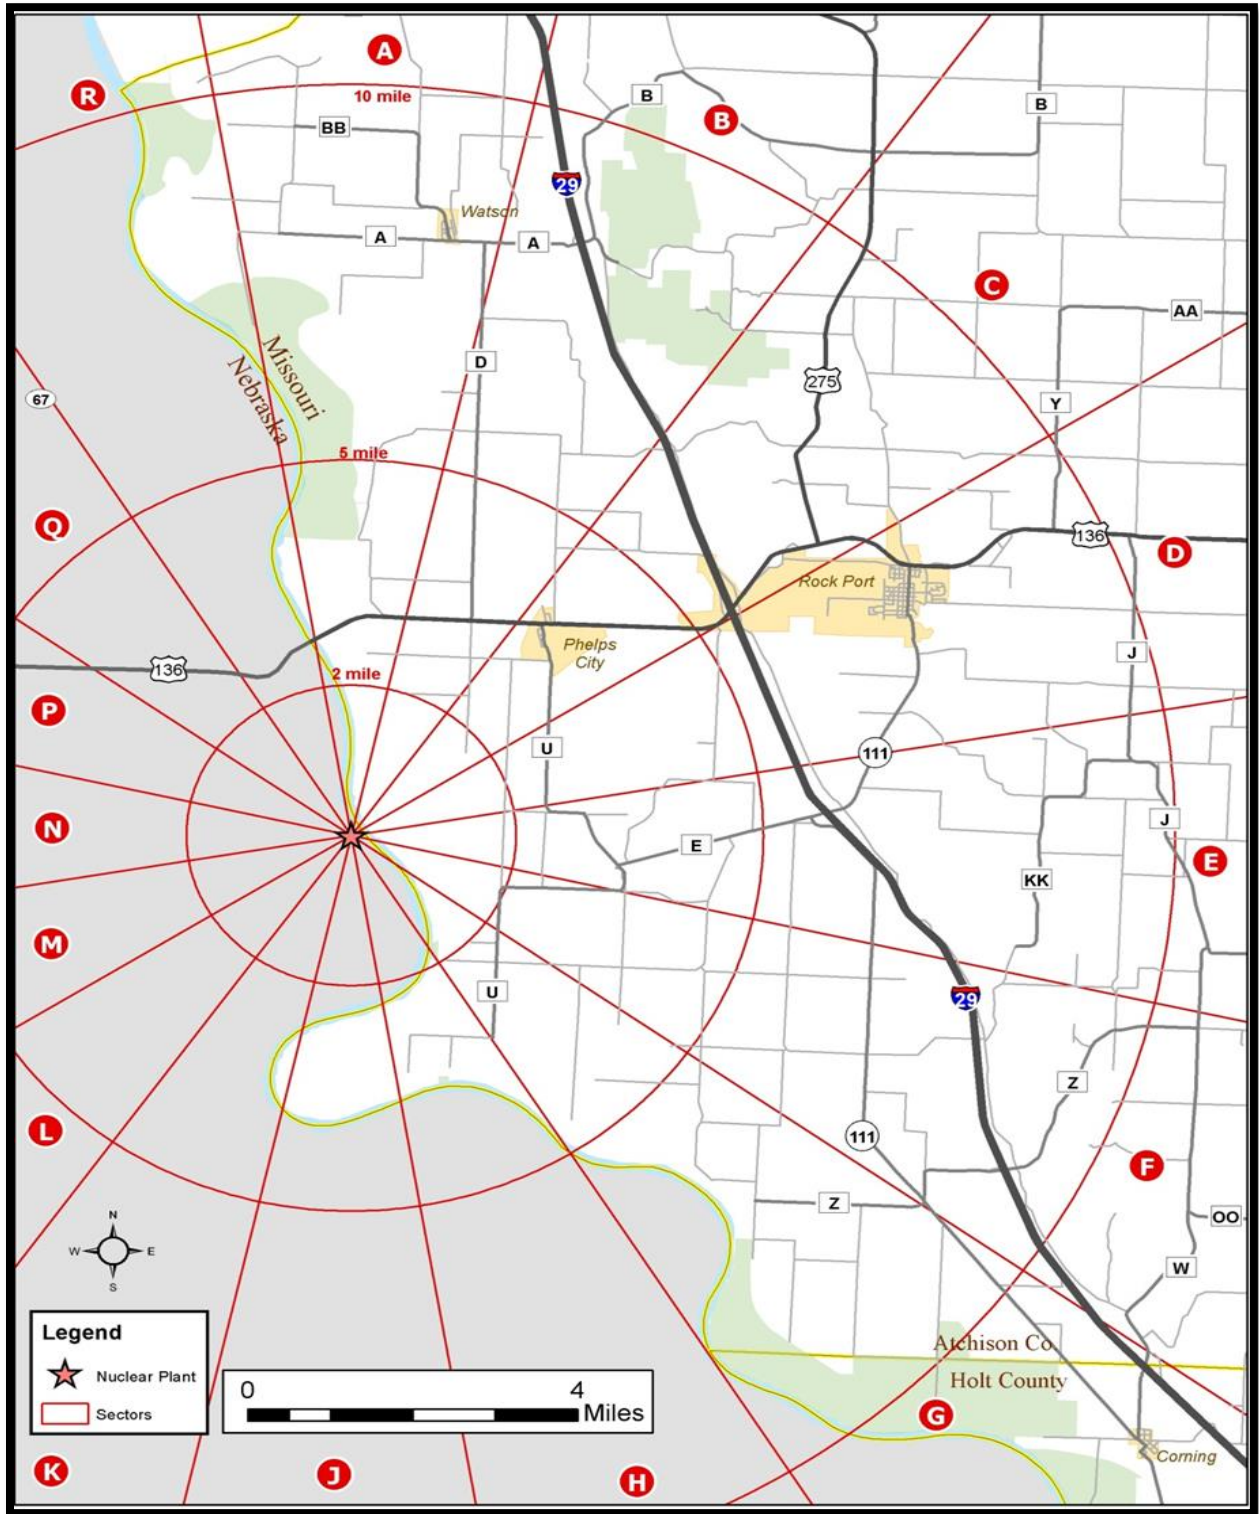 A
R
10 mile
B
B
B
BB
29
Watson
A
A
C
AA
Missouri
Nebraska
D
275
67
Y
5 mile
Q
136
D
Rock Port
Phelps
City
J
136
2 mile
P
U
111
N
J
E
E
KK
M
U
29
Z
L
111
F
Z
OO
N
W
E
S
W
Legend
Nuclear Plant
Sectors
0
4
Miles
Atchison Co.
Holt County
G
Corning
K
J
H